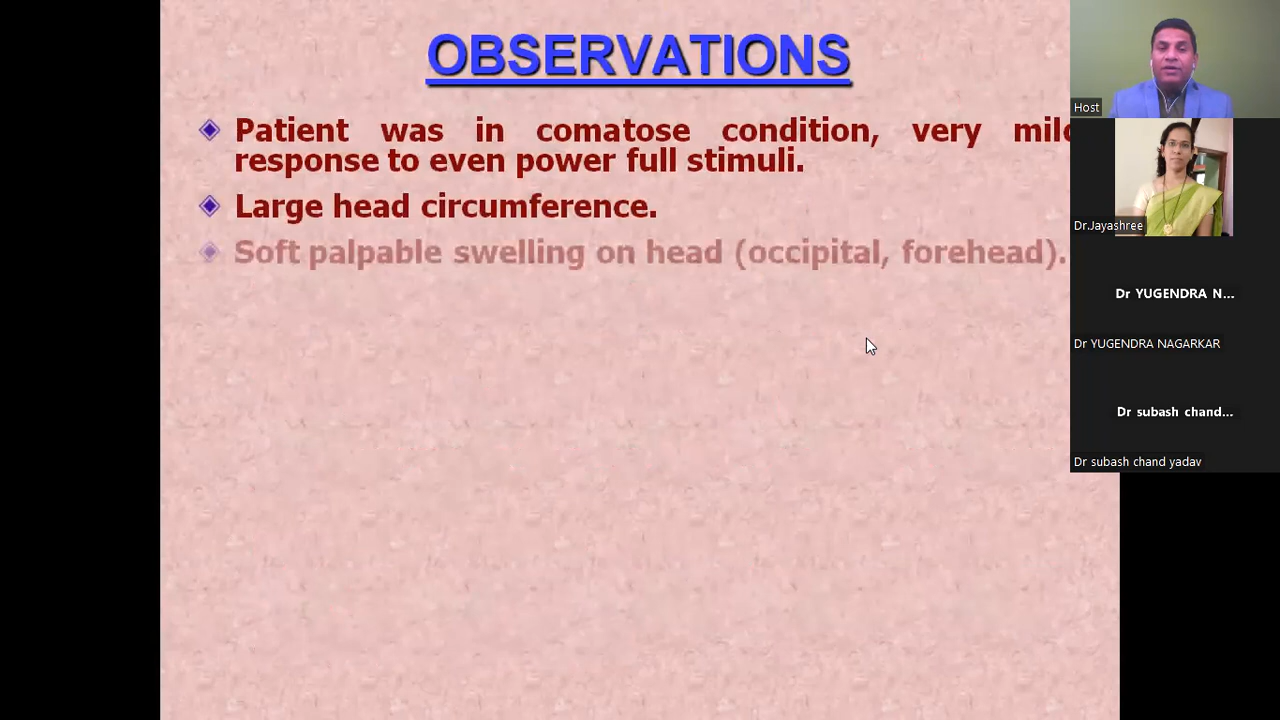 OBSERVATIONS
Patient was in comatose condition, very
response to even power full stimuli.
Large head circumference.
Soft palpable swelling on head (occipital, forehead).
Host
Dr.Jayashree
Dr YUGENDRA N...
Dr YUGENDRA NAGARKAR
Dr subash chand...
Dr subash chand yadav